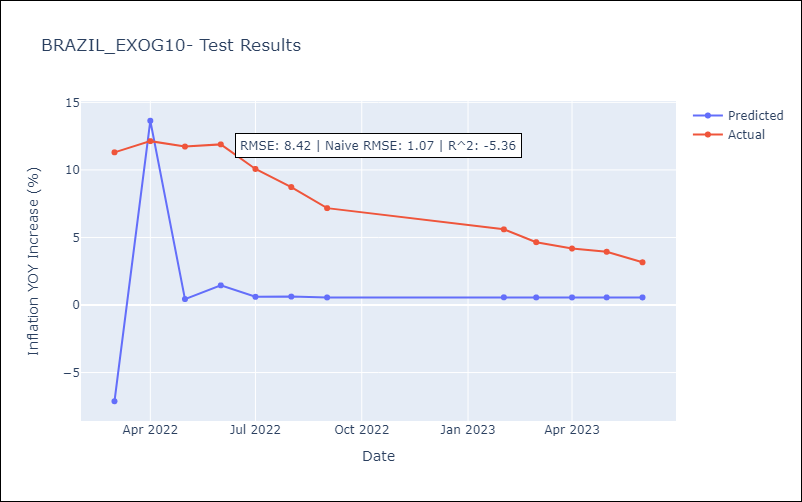 BRAZIL_EXOG10- Test Results
Predicted
Actual
RMSE: 8.42 | Naive RMSE: 1.07 | R^2: -5.36
Inflation YOY Increase (%)
15
10
5
0
−5
Apr 2022
Jul 2022
Oct 2022
Jan 2023
Apr 2023
Date